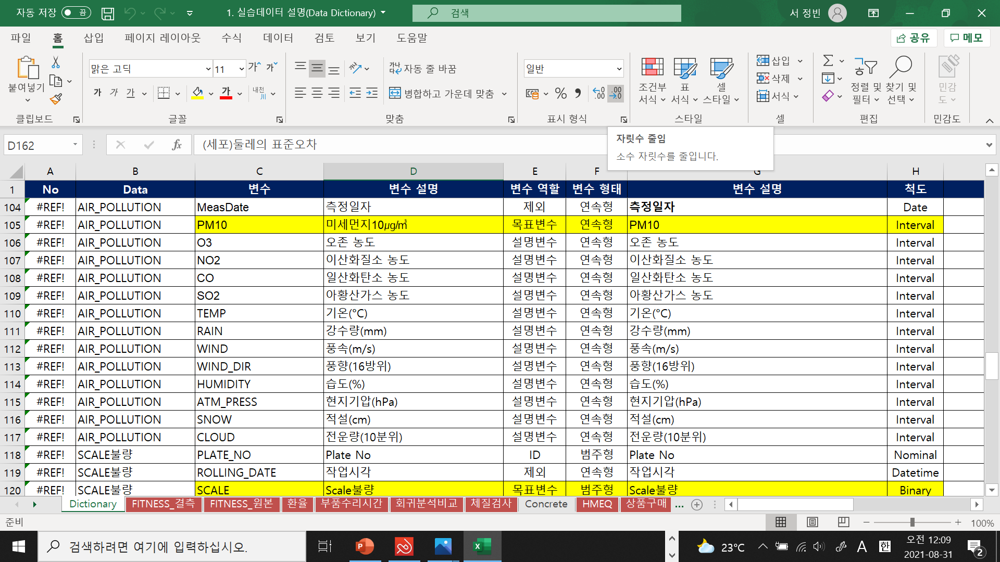 자동 저장 끔 1. 실습데이터 설명(Data Dictionary) 검색 서 정빈
파일 홈 삽입 페이지 레이아웃 수식 데이터 검토 보기 도움말 공유 메모
붙여넣기 맑은 고딕 11 가 가 가나다라 자동 줄 바꿈 일반 조건부 서식 표 서식 셀 스타일 삽입 삭제 서식 정렬 및 필터 찾기 및 선택 민감도
가 가 가 가 내천 병합하고 가운데 맞춤 % .00 .00
클립보드 글꼴 맞춤 표시 형식 스타일 셀 편집 민감도
자릿수 줄임
소수 자릿수를 줄입니다.
D162 fx (세포)둘레의 표준오차
A B C D E F G H
1 No Data 변수 변수 설명 변수 역할 변수 형태 변수 설명 척도
104 #REF! AIR_POLLUTION MeasDate 측정일자 제외 연속형 측정일자 Date
105 #REF! AIR_POLLUTION PM10 미세먼지10㎍/㎥ 목표변수 연속형 PM10 Interval
106 #REF! AIR_POLLUTION O3 오존 농도 설명변수 연속형 오존 농도 Interval
107 #REF! AIR_POLLUTION NO2 이산화질소 농도 설명변수 연속형 이산화질소 농도 Interval
108 #REF! AIR_POLLUTION CO 일산화탄소 농도 설명변수 연속형 일산화탄소 농도 Interval
109 #REF! AIR_POLLUTION SO2 아황산가스 농도 설명변수 연속형 아황산가스 농도 Interval
110 #REF! AIR_POLLUTION TEMP 기온(°C) 설명변수 연속형 기온(°C) Interval
111 #REF! AIR_POLLUTION RAIN 강수량(mm) 설명변수 연속형 강수량(mm) Interval
112 #REF! AIR_POLLUTION WIND 풍속(m/s) 설명변수 연속형 풍속(m/s) Interval
113 #REF! AIR_POLLUTION WIND_DIR 풍향(16방위) 설명변수 연속형 풍향(16방위) Interval
114 #REF! AIR_POLLUTION HUMIDITY 습도(%) 설명변수 연속형 습도(%) Interval
115 #REF! AIR_POLLUTION ATM_PRESS 현지기압(hPa) 설명변수 연속형 현지기압(hPa) Interval
116 #REF! AIR_POLLUTION SNOW 적설(cm) 설명변수 연속형 적설(cm) Interval
117 #REF! AIR_POLLUTION CLOUD 전운량(10분위) 설명변수 연속형 전운량(10분위) Interval
118 #REF! SCALE불량 PLATE_NO Plate No ID 범주형 Plate No Nominal
119 #REF! SCALE불량 ROLLING_DATE 작업시각 제외 연속형 작업시각 Datetime
120 #REF! SCALE불량 SCALE Scale불량 목표변수 범주형 Scale불량 Binary
Dictionary FITNESS_결측 FITNESS_원본 환율 부품수리시간 회귀분석비교 체질검사 Concrete HMEQ 상품구매 ...
준비 100%
검색하려면 여기에 입력하십시오. 23°C A 한 오전 12:09
2021-08-31 2